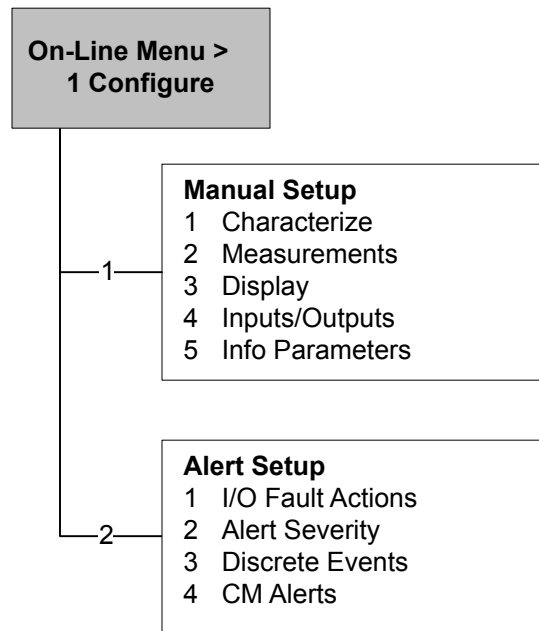 On-Line Menu >
1 Configure
1
Manual Setup
1 Characterize
2 Measurements
3 Display
4 Inputs/Outputs
5 Info Parameters
2
Alert Setup
1 I/O Fault Actions
2 Alert Severity
3 Discrete Events
4 CM Alerts